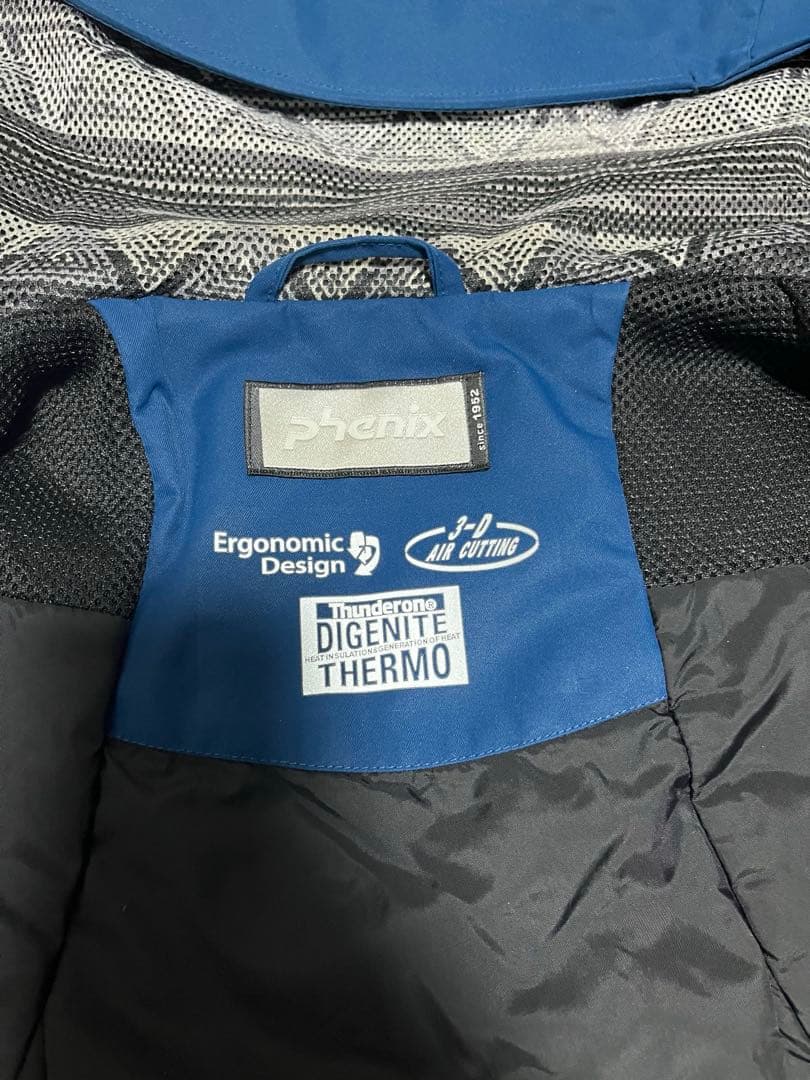 phenix
since 1952
Ergonomic
Design
3-D
AIR CUTTING
Thunderon®
DIGENITE
HEAT INSULATION&GENERATION OF HEAT
THERMO